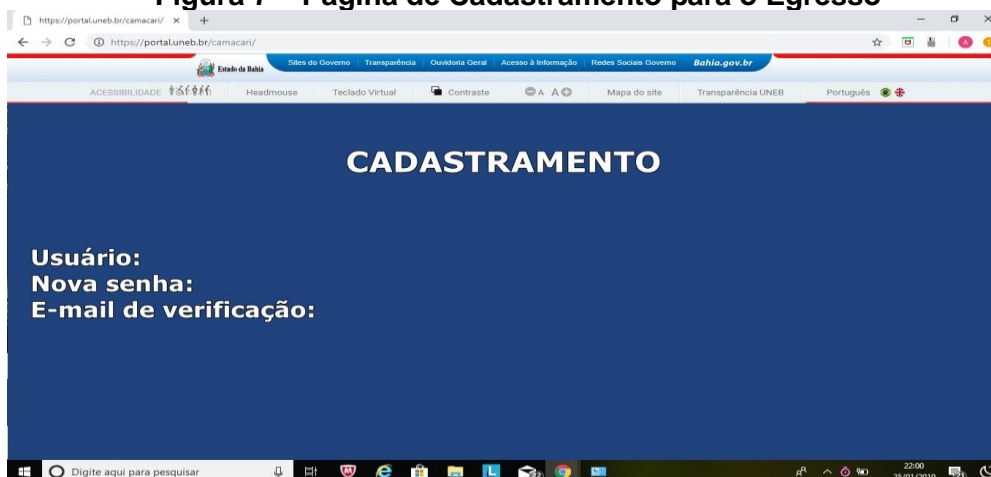 Figura 7 – Página de Cadastramento para o Egresso
https://portal.uneb.br/camacari/
https://portal.uneb.br/camacari/
Estado da Bahia Sites do Governo Transparência Ouvidoria Geral Acesso à Informação Redes Sociais Governo Bahia.gov.br
ACESSIBILIDADE Headmouse Teclado Virtual Contraste A A Mapa do site Transparência UNEB Português
CADASTRAMENTO
Usuário:
Nova senha:
E-mail de verificação:
Digite aqui para pesquisar
22:00
25/01/2019